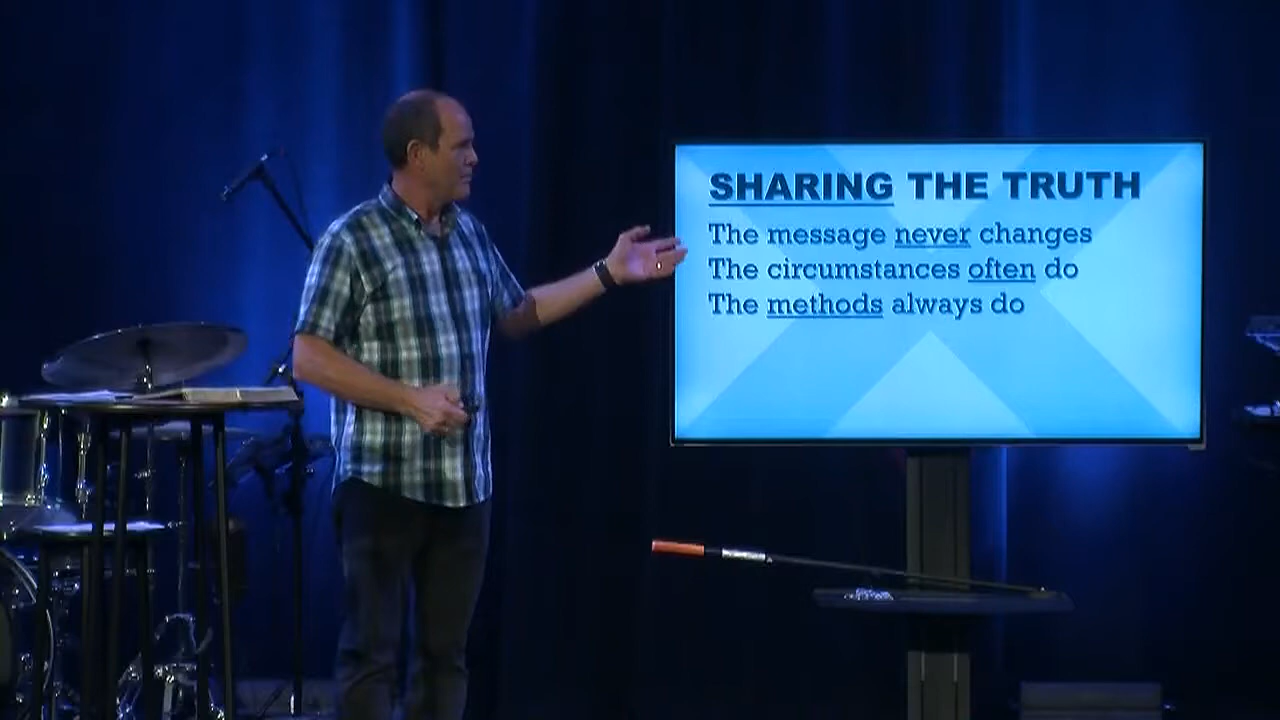 SHARING THE TRUTH
The message never changes
The circumstances often do
The methods always do